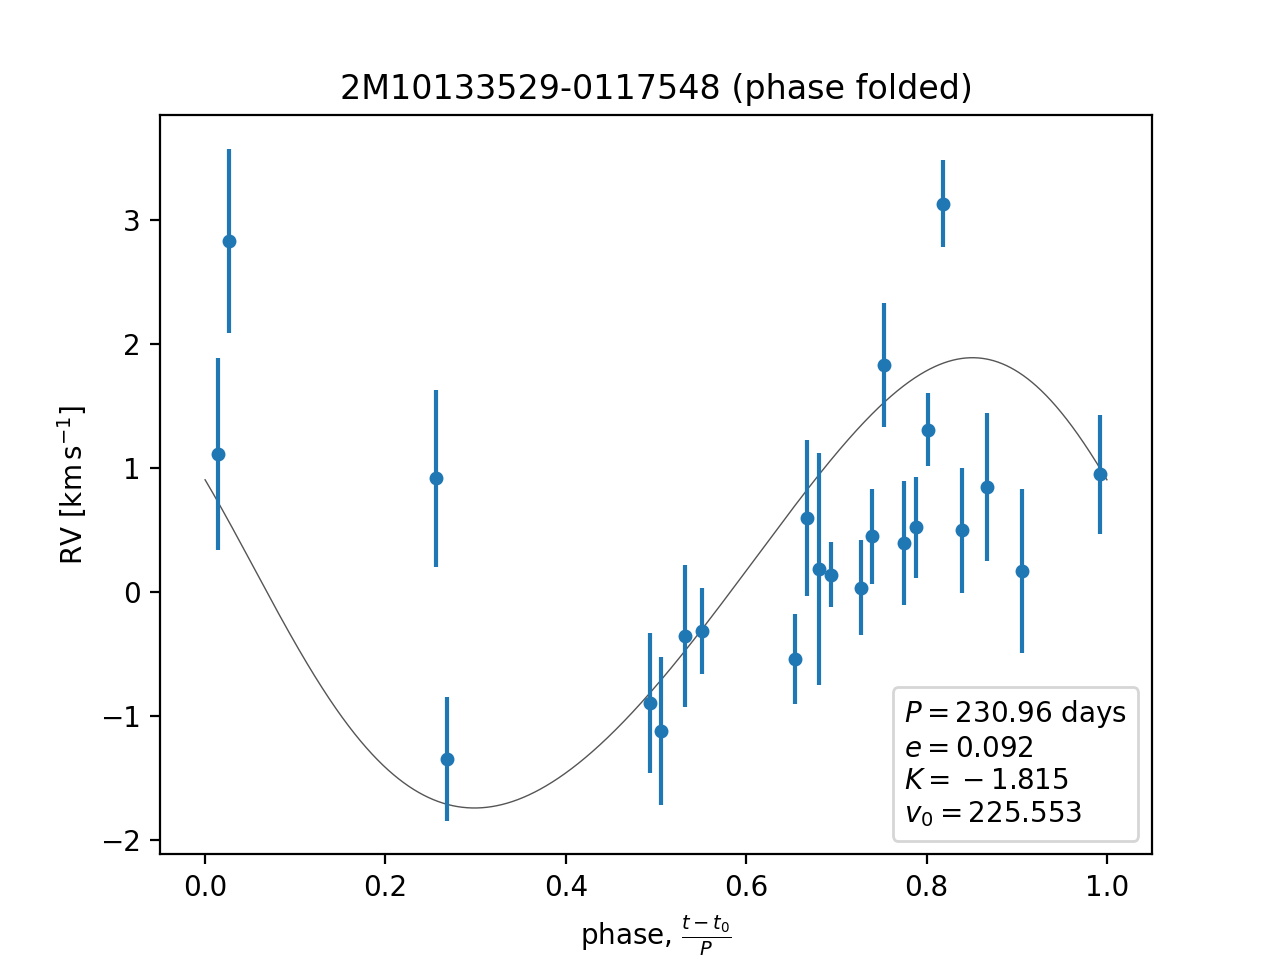 2M10133529-0117548 (phase folded)
RV [km s⁻¹]
3
2
1
0
−1
−2
0.0 0.2 0.4 0.6 0.8 1.0
phase, (t − t₀)/P
P = 230.96 days
e = 0.092
K = − 1.815
v₀ = 225.553